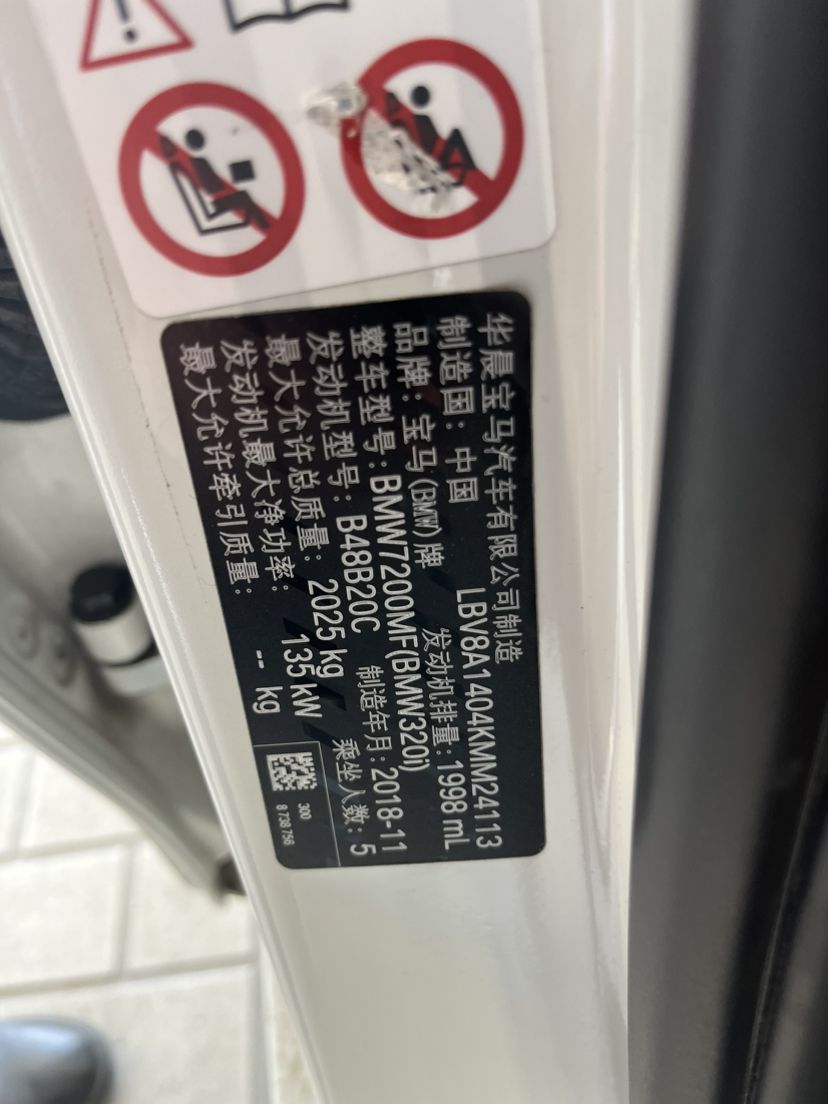 华晨宝马汽车有限公司制造
制造国：中国 LBV8A1404KMM24113
品牌：宝马(BMW)牌 发动机排量：1998 mL
整车型号：BMW7200MF(BMW320i)
发动机型号：B48B20C 制造年月：2018-11
最大允许总质量：2025 kg 乘坐人数：5
发动机最大净功率：135 kW
最大允许牵引质量：-- kg
300
8 738 756